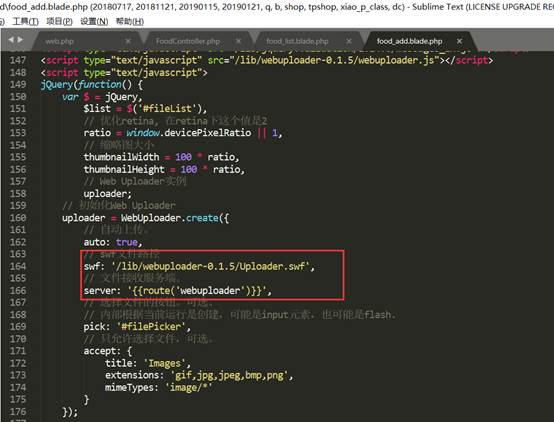 d\food_add.blade.php (20180717, 20181121, 20190115, 20190121, q, b, shop, tpshop, xiao_p_class, dc) - Sublime Text (LICENSE UPGRADE RE
) 工具(T) 项目(P) 设置(N) 帮助(H)
web.php FoodController.php food_list.blade.php food_add.blade.php
147 <script type="text/javascript" src="/lib/webuploader-0.1.5/webuploader.js"></script>
148 <script type="text/javascript">
149 jQuery(function() {
150 var $ = jQuery,
151 $list = $('#fileList'),
152 // 优化retina, 在retina下这个值是2
153 ratio = window.devicePixelRatio || 1,
154 // 缩略图大小
155 thumbnailWidth = 100 * ratio,
156 thumbnailHeight = 100 * ratio,
157 // Web Uploader实例
158 uploader;
159 // 初始化Web Uploader
160 uploader = WebUploader.create({
161 // 自动上传。
162 auto: true,
163 // swf文件路径
164 swf: '/lib/webuploader-0.1.5/Uploader.swf',
165 // 文件接收服务端。
166 server: '{{route('webuploader')}}',
167 // 选择文件的按钮。可选。
168 // 内部根据当前运行是创建，可能是input元素，也可能是flash.
169 pick: '#filePicker',
170 // 只允许选择文件，可选。
171 accept: {
172 title: 'Images',
173 extensions: 'gif,jpg,jpeg,bmp,png',
174 mimeTypes: 'image/*'
175 }
176 });